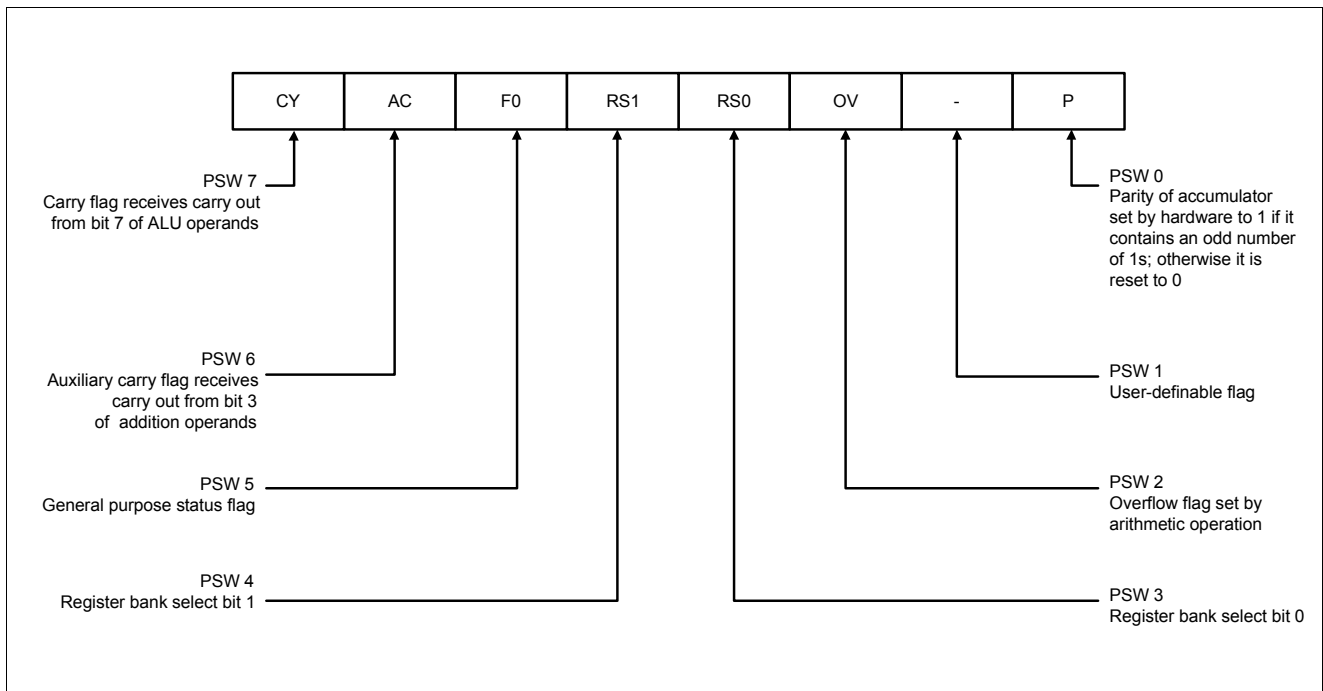 CY AC F0 RS1 RS0 OV - P
PSW 7
Carry flag receives carry out
from bit 7 of ALU operands
PSW 0
Parity of accumulator
set by hardware to 1 if it
contains an odd number
of 1s; otherwise it is
reset to 0
PSW 6
Auxiliary carry flag receives
carry out from bit 3
of addition operands
PSW 1
User-definable flag
PSW 5
General purpose status flag
PSW 2
Overflow flag set by
arithmetic operation
PSW 4
Register bank select bit 1
PSW 3
Register bank select bit 0